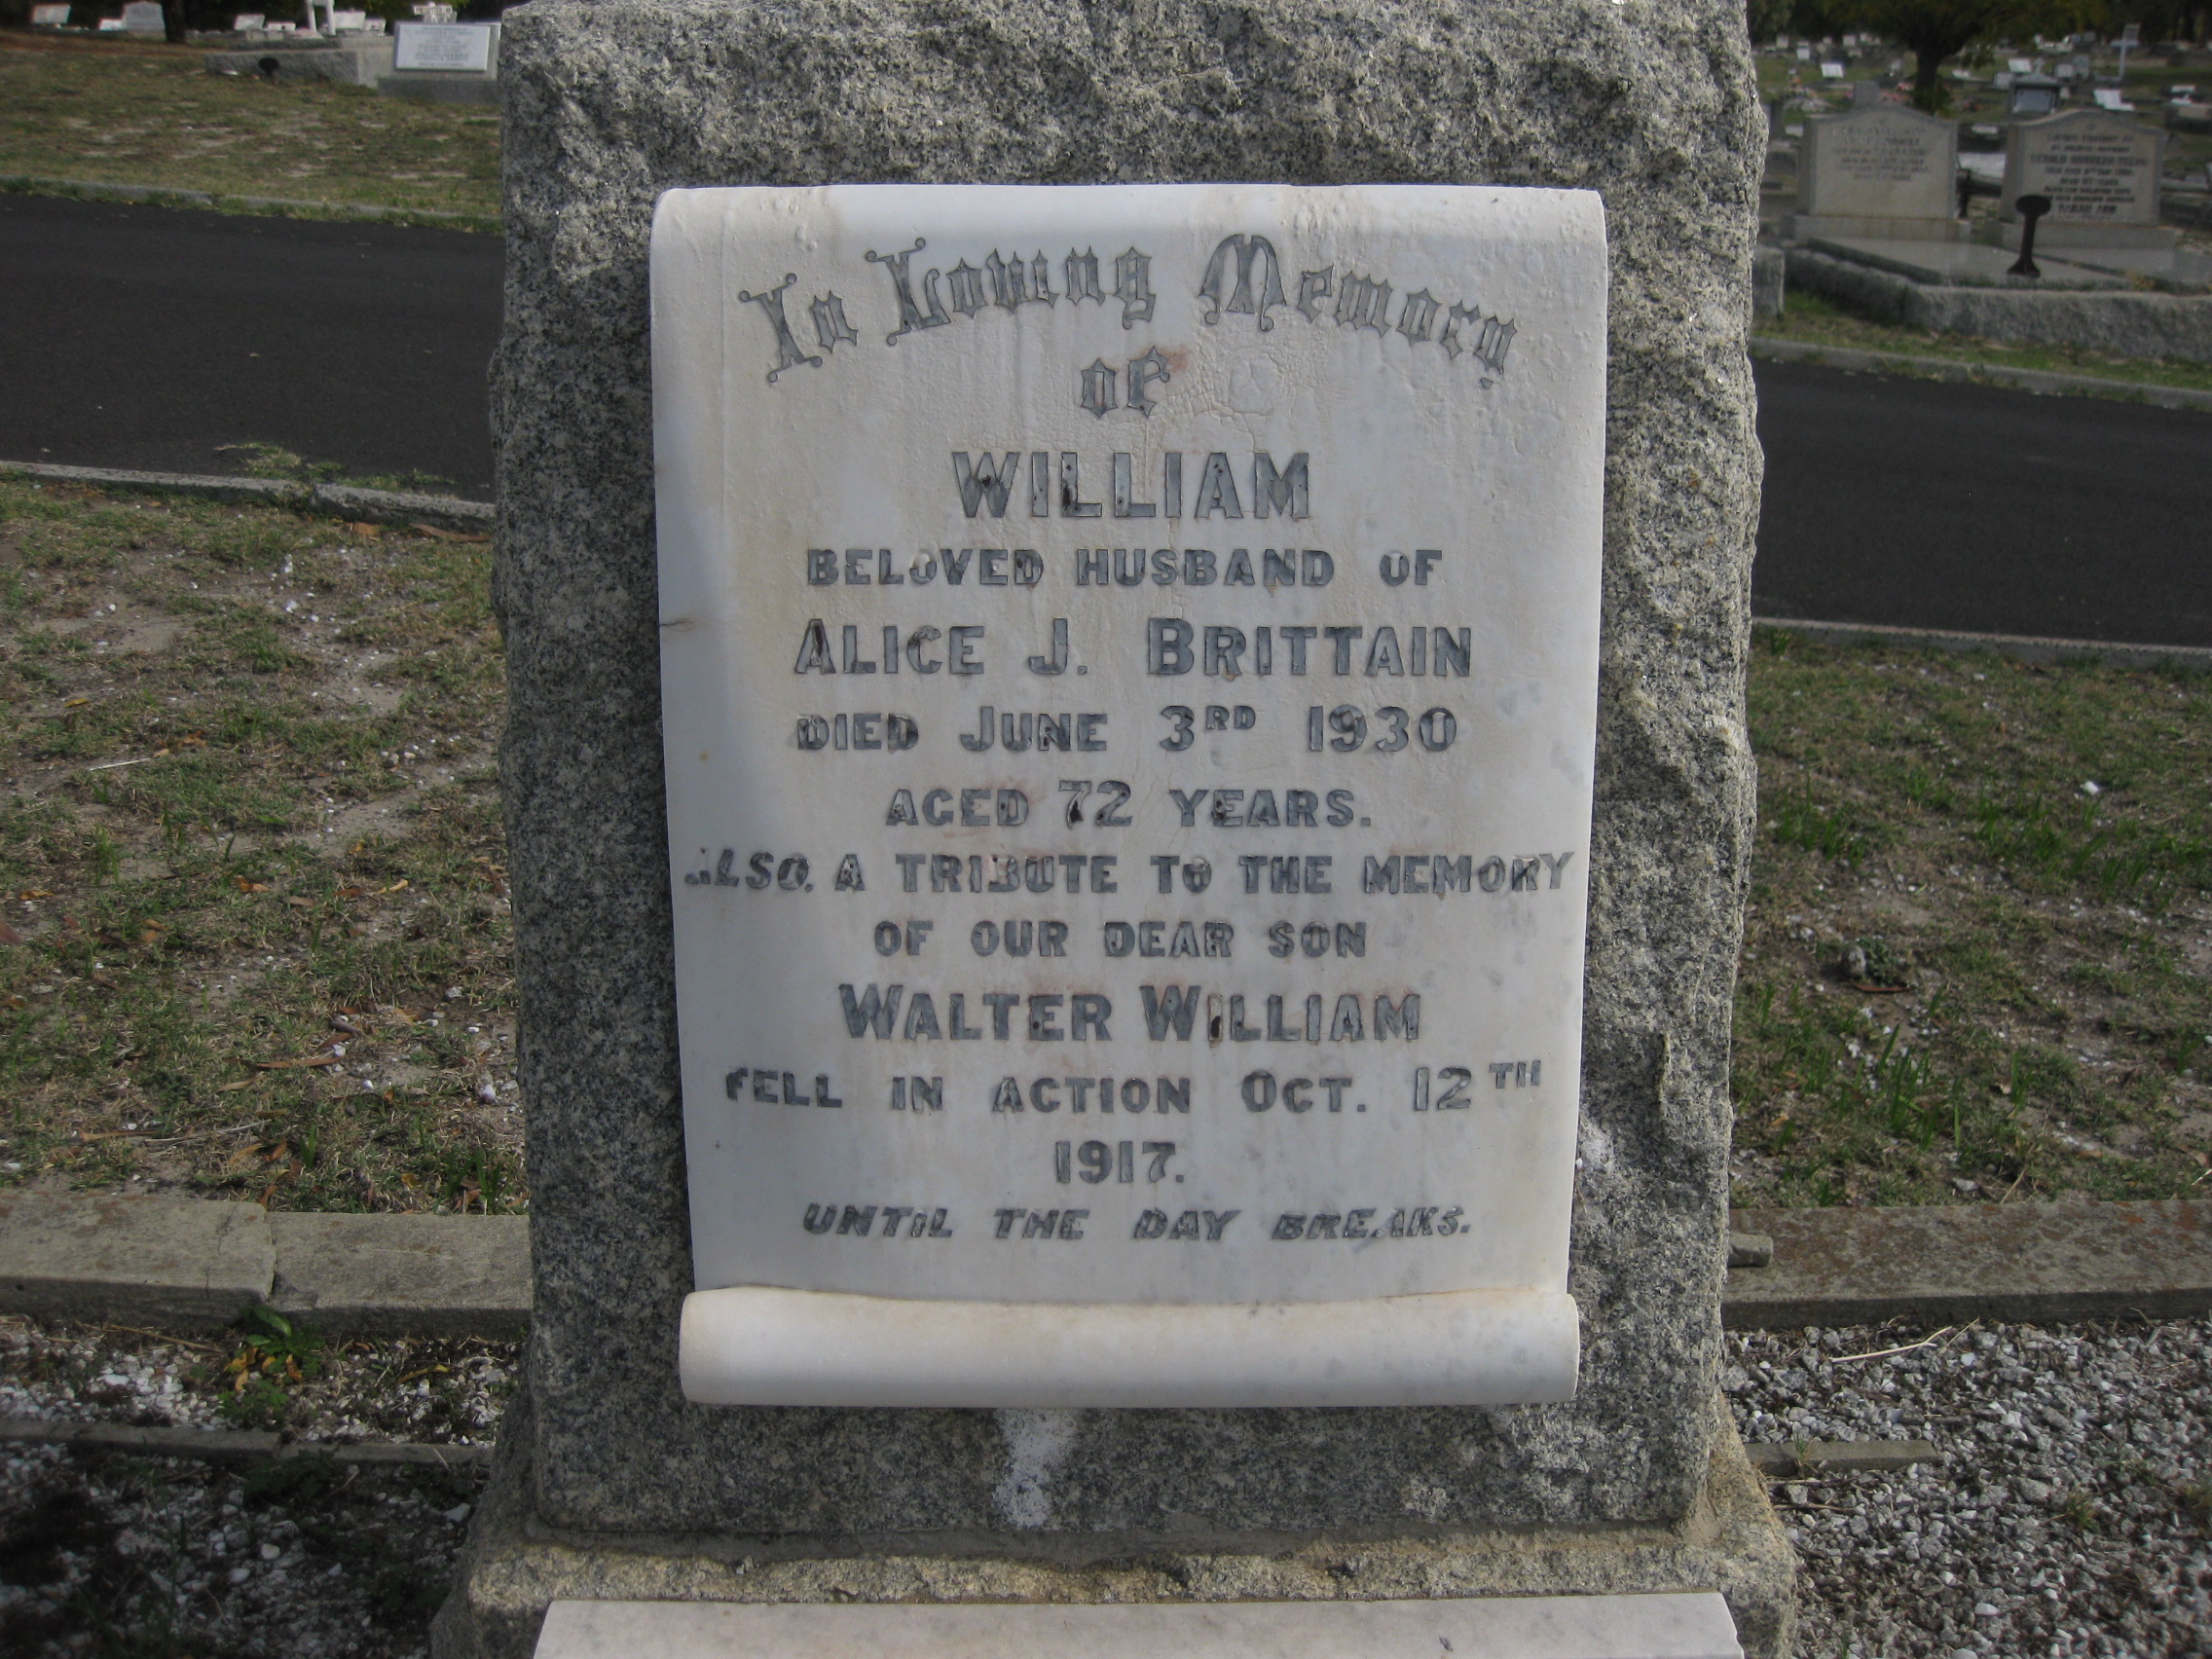 In Loving Memory
of
WILLIAM
BELOVED HUSBAND OF
ALICE J. BRITTAIN
DIED JUNE 3RD 1930
AGED 72 YEARS.
ALSO, A TRIBUTE TO THE MEMORY
OF OUR DEAR SON
WALTER WILLIAM
FELL IN ACTION OCT. 12TH
1917.
UNTIL THE DAY BREAKS.